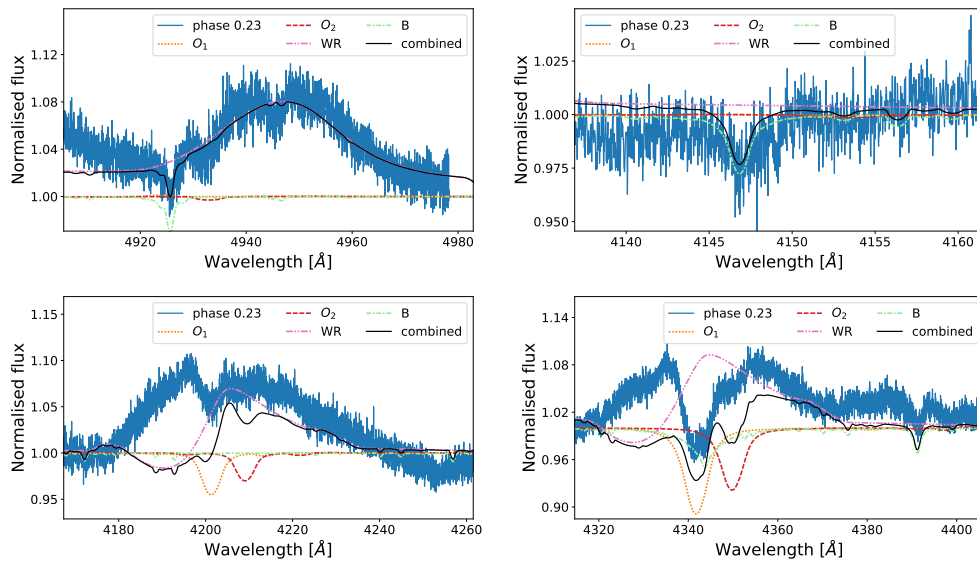 phase 0.23 O₂ B
O₁ WR combined
1.12
1.08
1.04
1.00
Normalised flux
4920 4940 4960 4980
Wavelength [Å]
phase 0.23 O₂ B
O₁ WR combined
1.025
1.000
0.975
0.950
Normalised flux
4140 4145 4150 4155 4160
Wavelength [Å]
phase 0.23 O₂ B
O₁ WR combined
1.15
1.10
1.05
1.00
0.95
Normalised flux
4180 4200 4220 4240 4260
Wavelength [Å]
phase 0.23 O₂ B
O₁ WR combined
1.14
1.08
1.02
0.96
0.90
Normalised flux
4320 4340 4360 4380 4400
Wavelength [Å]